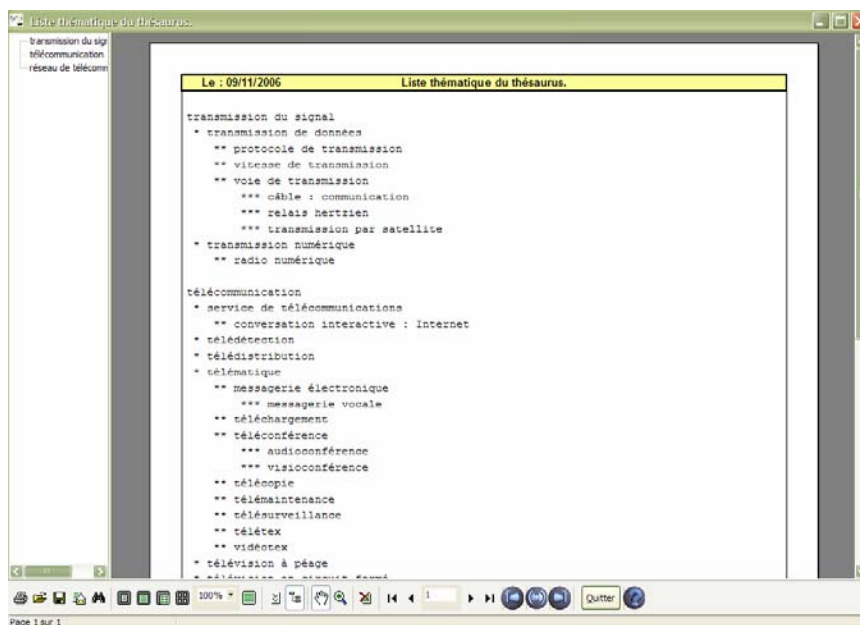 Liste thématique du thésaurus.
transmission du sig
télécommunication
réseau de télécomm
Le : 09/11/2006 Liste thématique du thésaurus.
transmission du signal
* transmission de données
** protocole de transmission
** vitesse de transmission
** voie de transmission
*** câble : communication
*** relais hertzien
*** transmission par satellite
* transmission numérique
** radio numérique
télécommunication
* service de télécommunications
** conversation interactive : Internet
* télédétection
* télédistribution
* télématique
** messagerie électronique
*** messagerie vocale
** téléchargement
** téléconférence
*** audioconférence
*** visioconférence
** télécopie
** télémaintenance
** télésurveillance
** télétex
** vidéotex
* télévision à péage
* télévision en circuit fermé
100% 1 Quitter
Page 1 sur 1